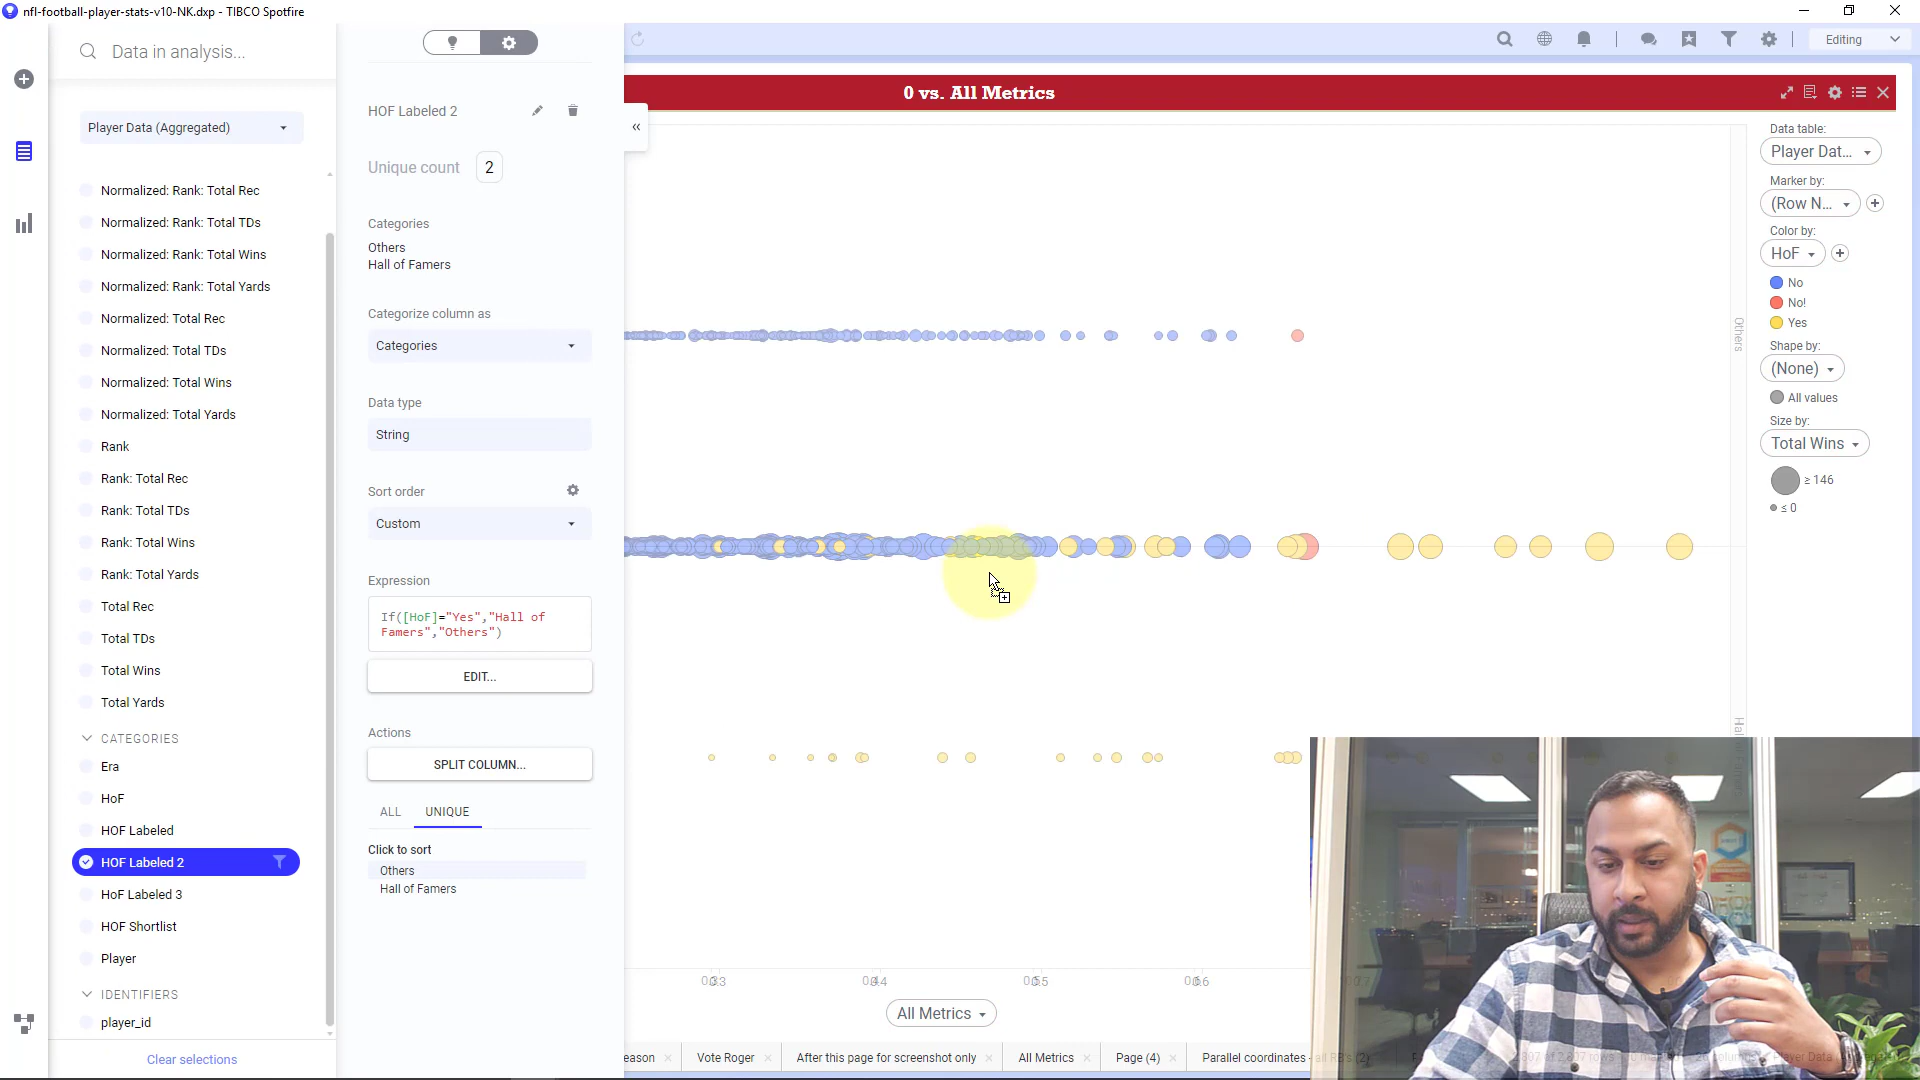 nfl-football-player-stats-v10-NK.dxp - TIBCO Spotfire
Data in analysis...
Editing
Player Data (Aggregated)
Normalized: Rank: Total Rec
Normalized: Rank: Total TDs
Normalized: Rank: Total Wins
Normalized: Rank: Total Yards
Normalized: Total Rec
Normalized: Total TDs
Normalized: Total Wins
Normalized: Total Yards
Rank
Rank: Total Rec
Rank: Total TDs
Rank: Total Wins
Rank: Total Yards
Total Rec
Total TDs
Total Wins
Total Yards
CATEGORIES
Era
HoF
HOF Labeled
HOF Labeled 2
HoF Labeled 3
HOF Shortlist
Player
IDENTIFIERS
player_id
Clear selections
HOF Labeled 2
Unique count 2
Categories
Others
Hall of Famers
Categorize column as
Categories
Data type
String
Sort order
Custom
Expression
If([HoF]="Yes","Hall of
Famers","Others")
EDIT...
Actions
SPLIT COLUMN...
ALL UNIQUE
Click to sort
Others
Hall of Famers
0 vs. All Metrics
Others
All Metrics
eason
Vote Roger
After this page for screenshot only
All Metrics
Page (4)
Parallel coordinates -
Data table:
Player Dat...
Marker by:
(Row N...
Color by:
HoF
No
No!
Yes
Shape by:
(None)
All values
Size by:
Total Wins
≥ 146
≤ 0